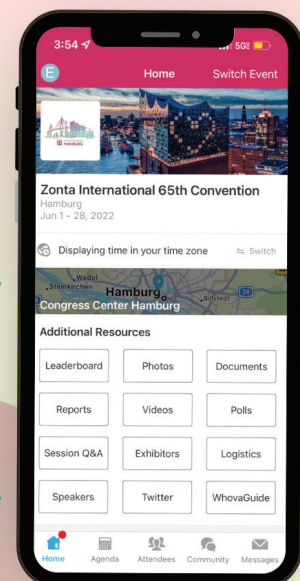 3:54
5G
E
Home
Switch Event
HAMBURG
Zonta International 65th Convention
Hamburg
Jun 1 – 28, 2022
Displaying time in your time zone
Switch
Wedel
Steinkirchen
Hamburg
Billstedt
24
Congress Center Hamburg
Additional Resources
Leaderboard
Photos
Documents
Reports
Videos
Polls
Session Q&A
Exhibitors
Logistics
Speakers
Twitter
WhovaGuide
Home
Agenda
Attendees
Community
Messages